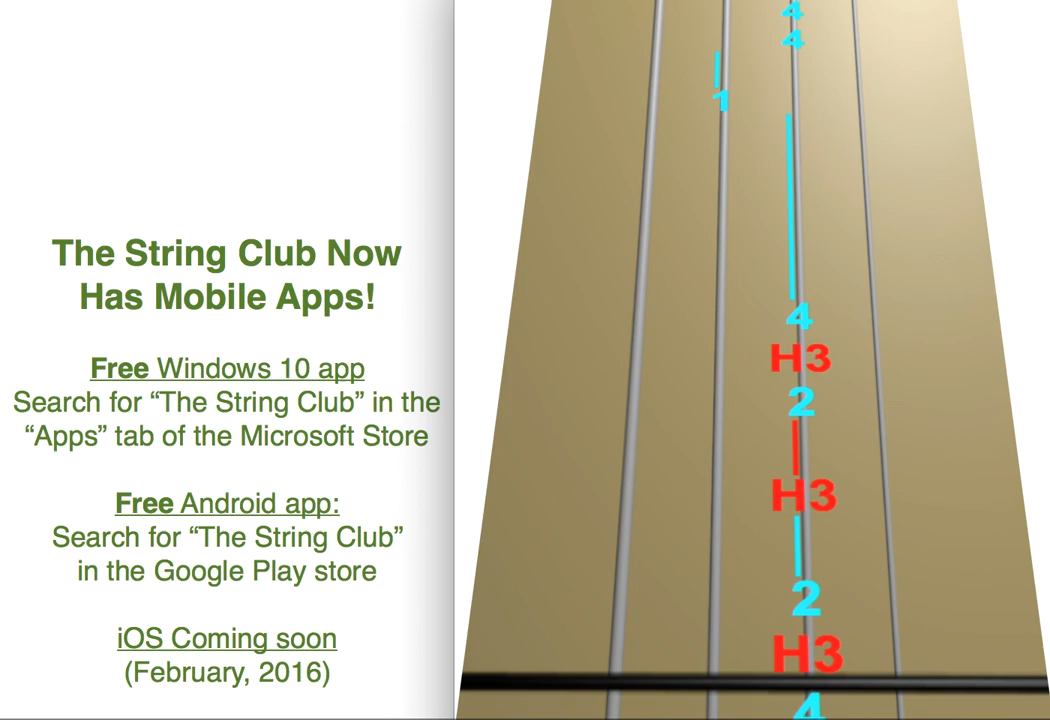 The String Club Now
Has Mobile Apps!
Free Windows 10 app
Search for “The String Club” in the
“Apps” tab of the Microsoft Store
Free Android app:
Search for “The String Club”
in the Google Play store
iOS Coming soon
(February, 2016)
4
4
1
4
H3
2
H3
2
H3
4